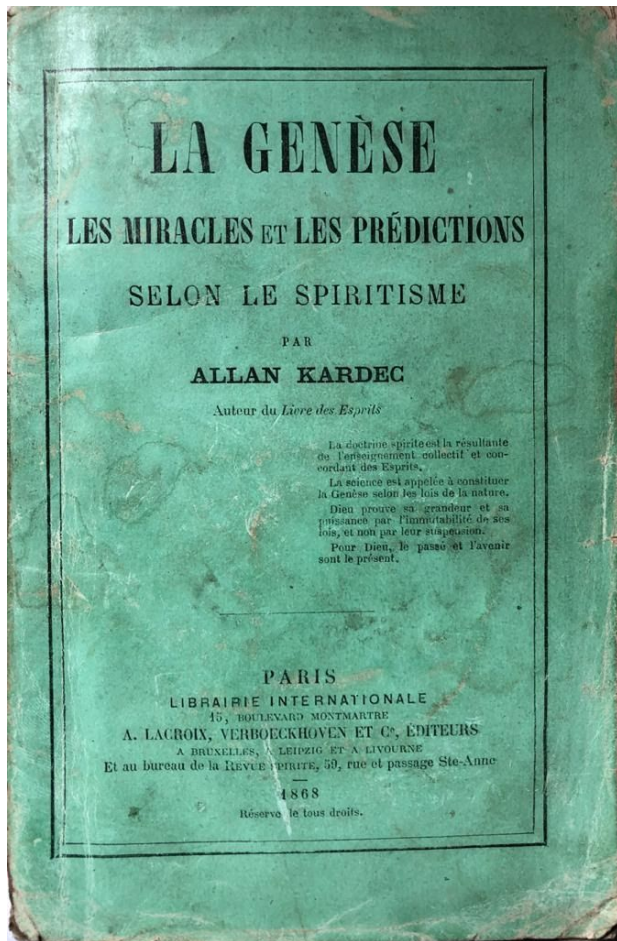 LA GENÈSE
LES MIRACLES ET LES PRÉDICTIONS
SELON LE SPIRITISME
PAR
ALLAN KARDEC
Auteur du Livre des Esprits
La doctrine spirite est la résultante
de l'enseignement collectif et con-
cordant des Esprits.
La science est appelée à constituer
la Genèse selon les lois de la nature.
Dieu prouve sa grandeur et sa
puissance par l'immutabilité de ses
lois, et non par leur suspension.
Pour Dieu, le passé et l'avenir
sont le présent.
PARIS
LIBRAIRIE INTERNATIONALE
15, BOULEVARD MONTMARTRE
A. LACROIX, VERBOECKHOVEN ET Ce, ÉDITEURS
A BRUXELLES, A LEIPZIG ET A LIVOURNE
Et au bureau de la REVUE SPIRITE, 59, rue et passage Ste-Anne
1868
Réserve de tous droits.